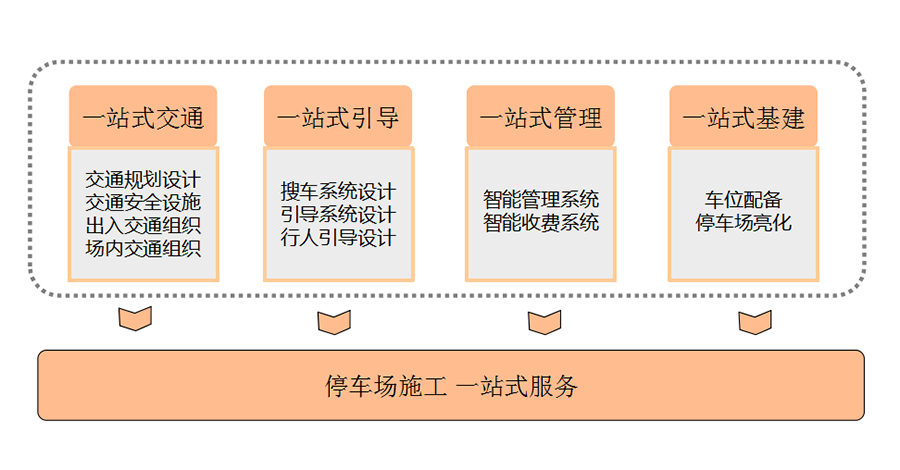 一站式交通
交通规划设计
交通安全设施
出入交通组织
场内交通组织
一站式引导
搜车系统设计
引导系统设计
行人引导设计
一站式管理
智能管理系统
智能收费系统
一站式基建
车位配备
停车场亮化
停车场施工 一站式服务